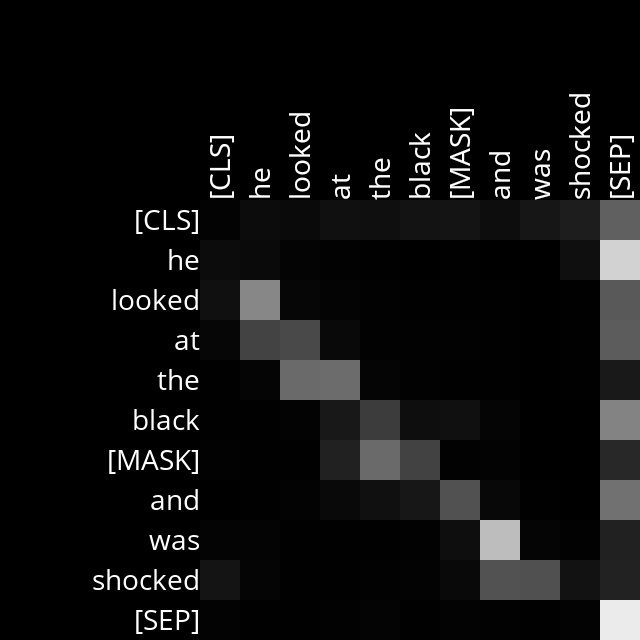 [CLS] he looked at the black [MASK] and was shocked [SEP]
[CLS]
he
looked
at
the
black
[MASK]
and
was
shocked
[SEP]